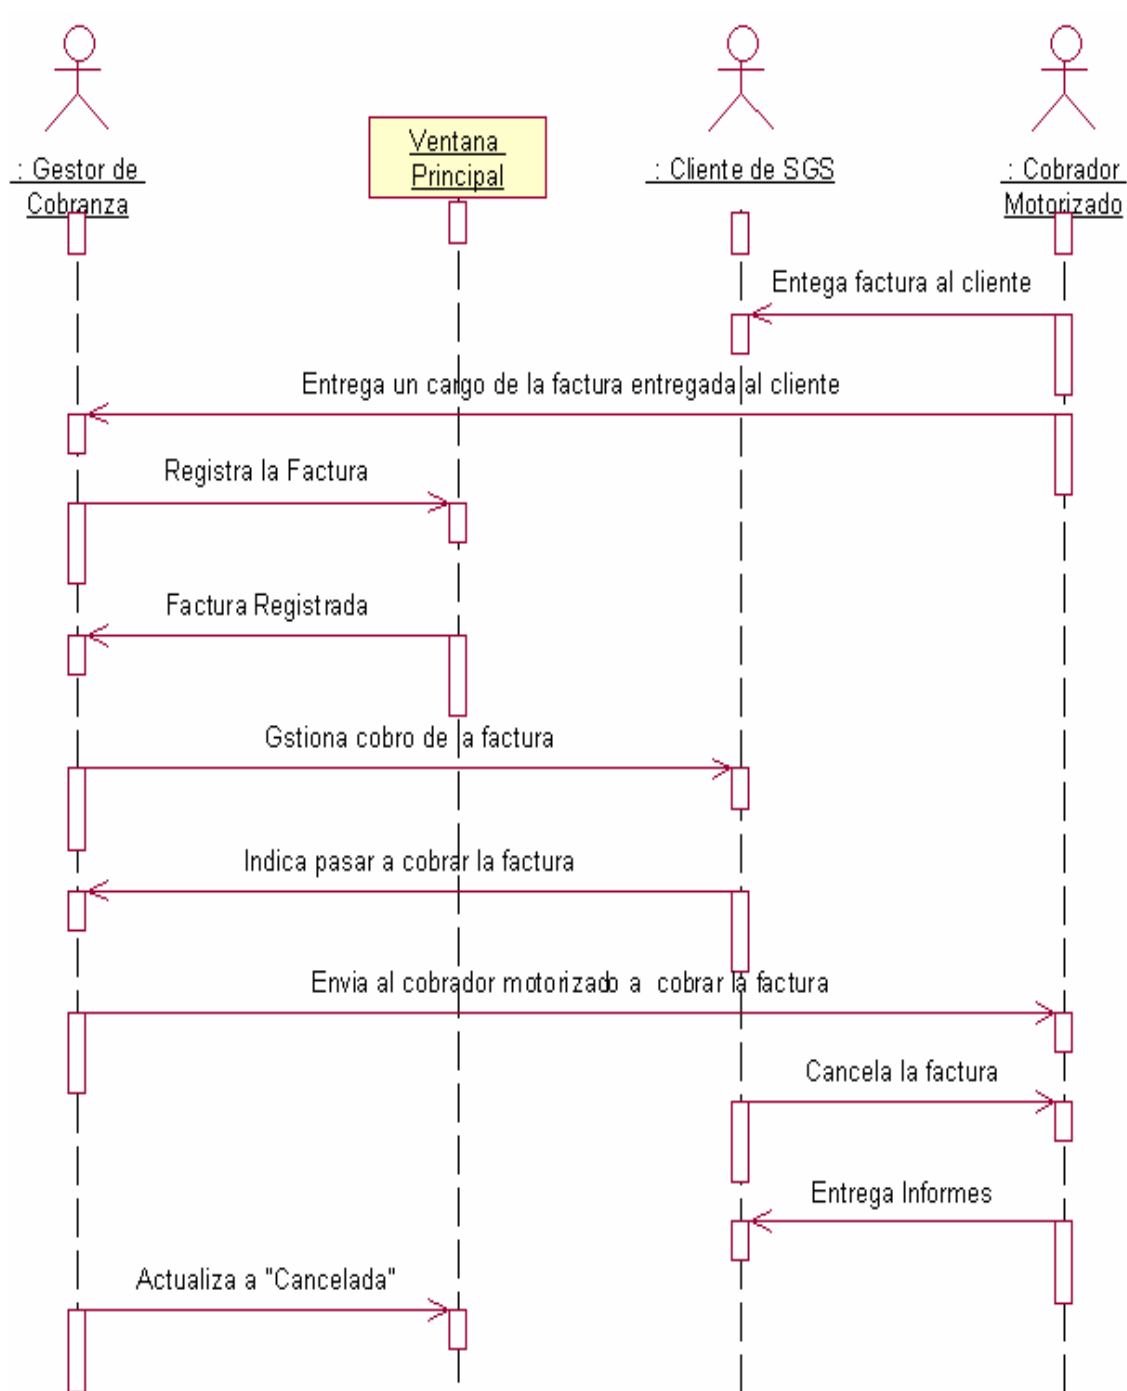 : Gestor de
Cobranza
Ventana
Principal
: Cliente de SGS
: Cobrador
Motorizado
Entega factura al cliente
Entrega un cargo de la factura entregada al cliente
Registra la Factura
Factura Registrada
Gstiona cobro de la factura
Indica pasar a cobrar la factura
Envia al cobrador motorizado a cobrar la factura
Cancela la factura
Entrega Informes
Actualiza a "Cancelada"